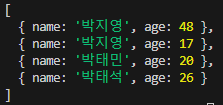 [
  { name: '박지영', age: 48 },
  { name: '박지영', age: 17 },
  { name: '박태민', age: 20 },
  { name: '박태석', age: 26 }
]